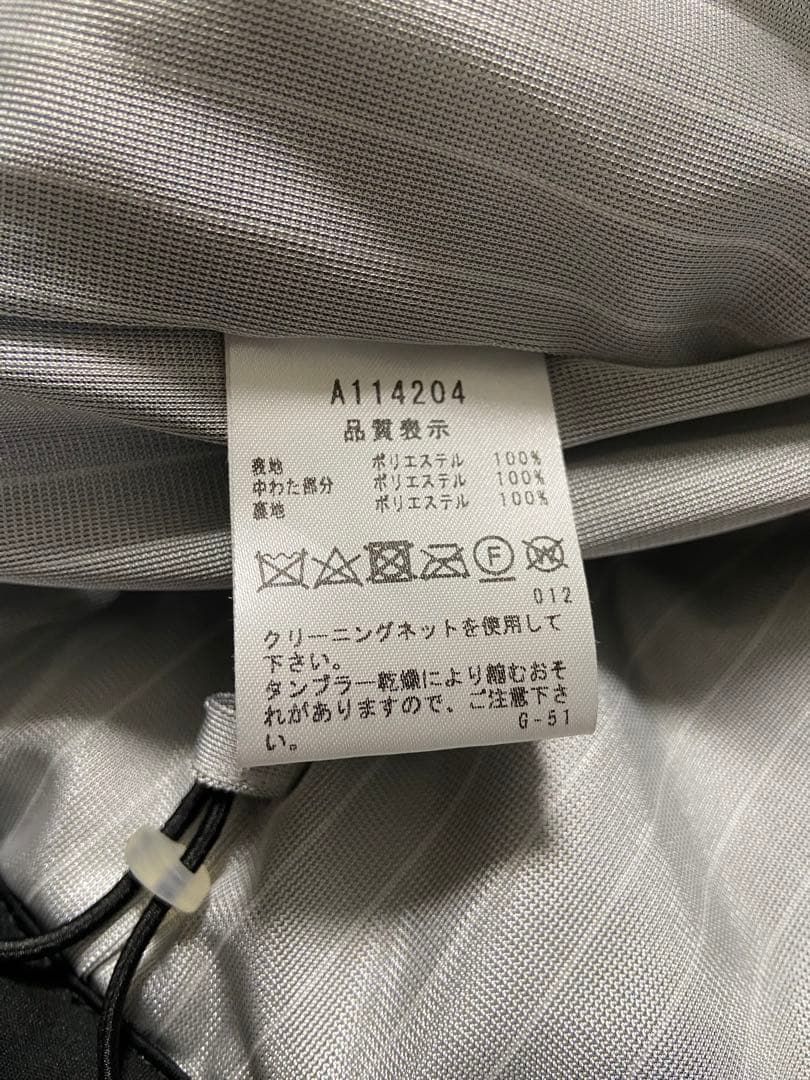 A114204
品質表示
表地 ポリエステル 100%
中わた部分 ポリエステル 100%
裏地 ポリエステル 100%
F W
012
クリーニングネットを使用して
下さい。
タンブラー乾燥により縮むおそ
れがありますので、ご注意下さ
い。
G-51